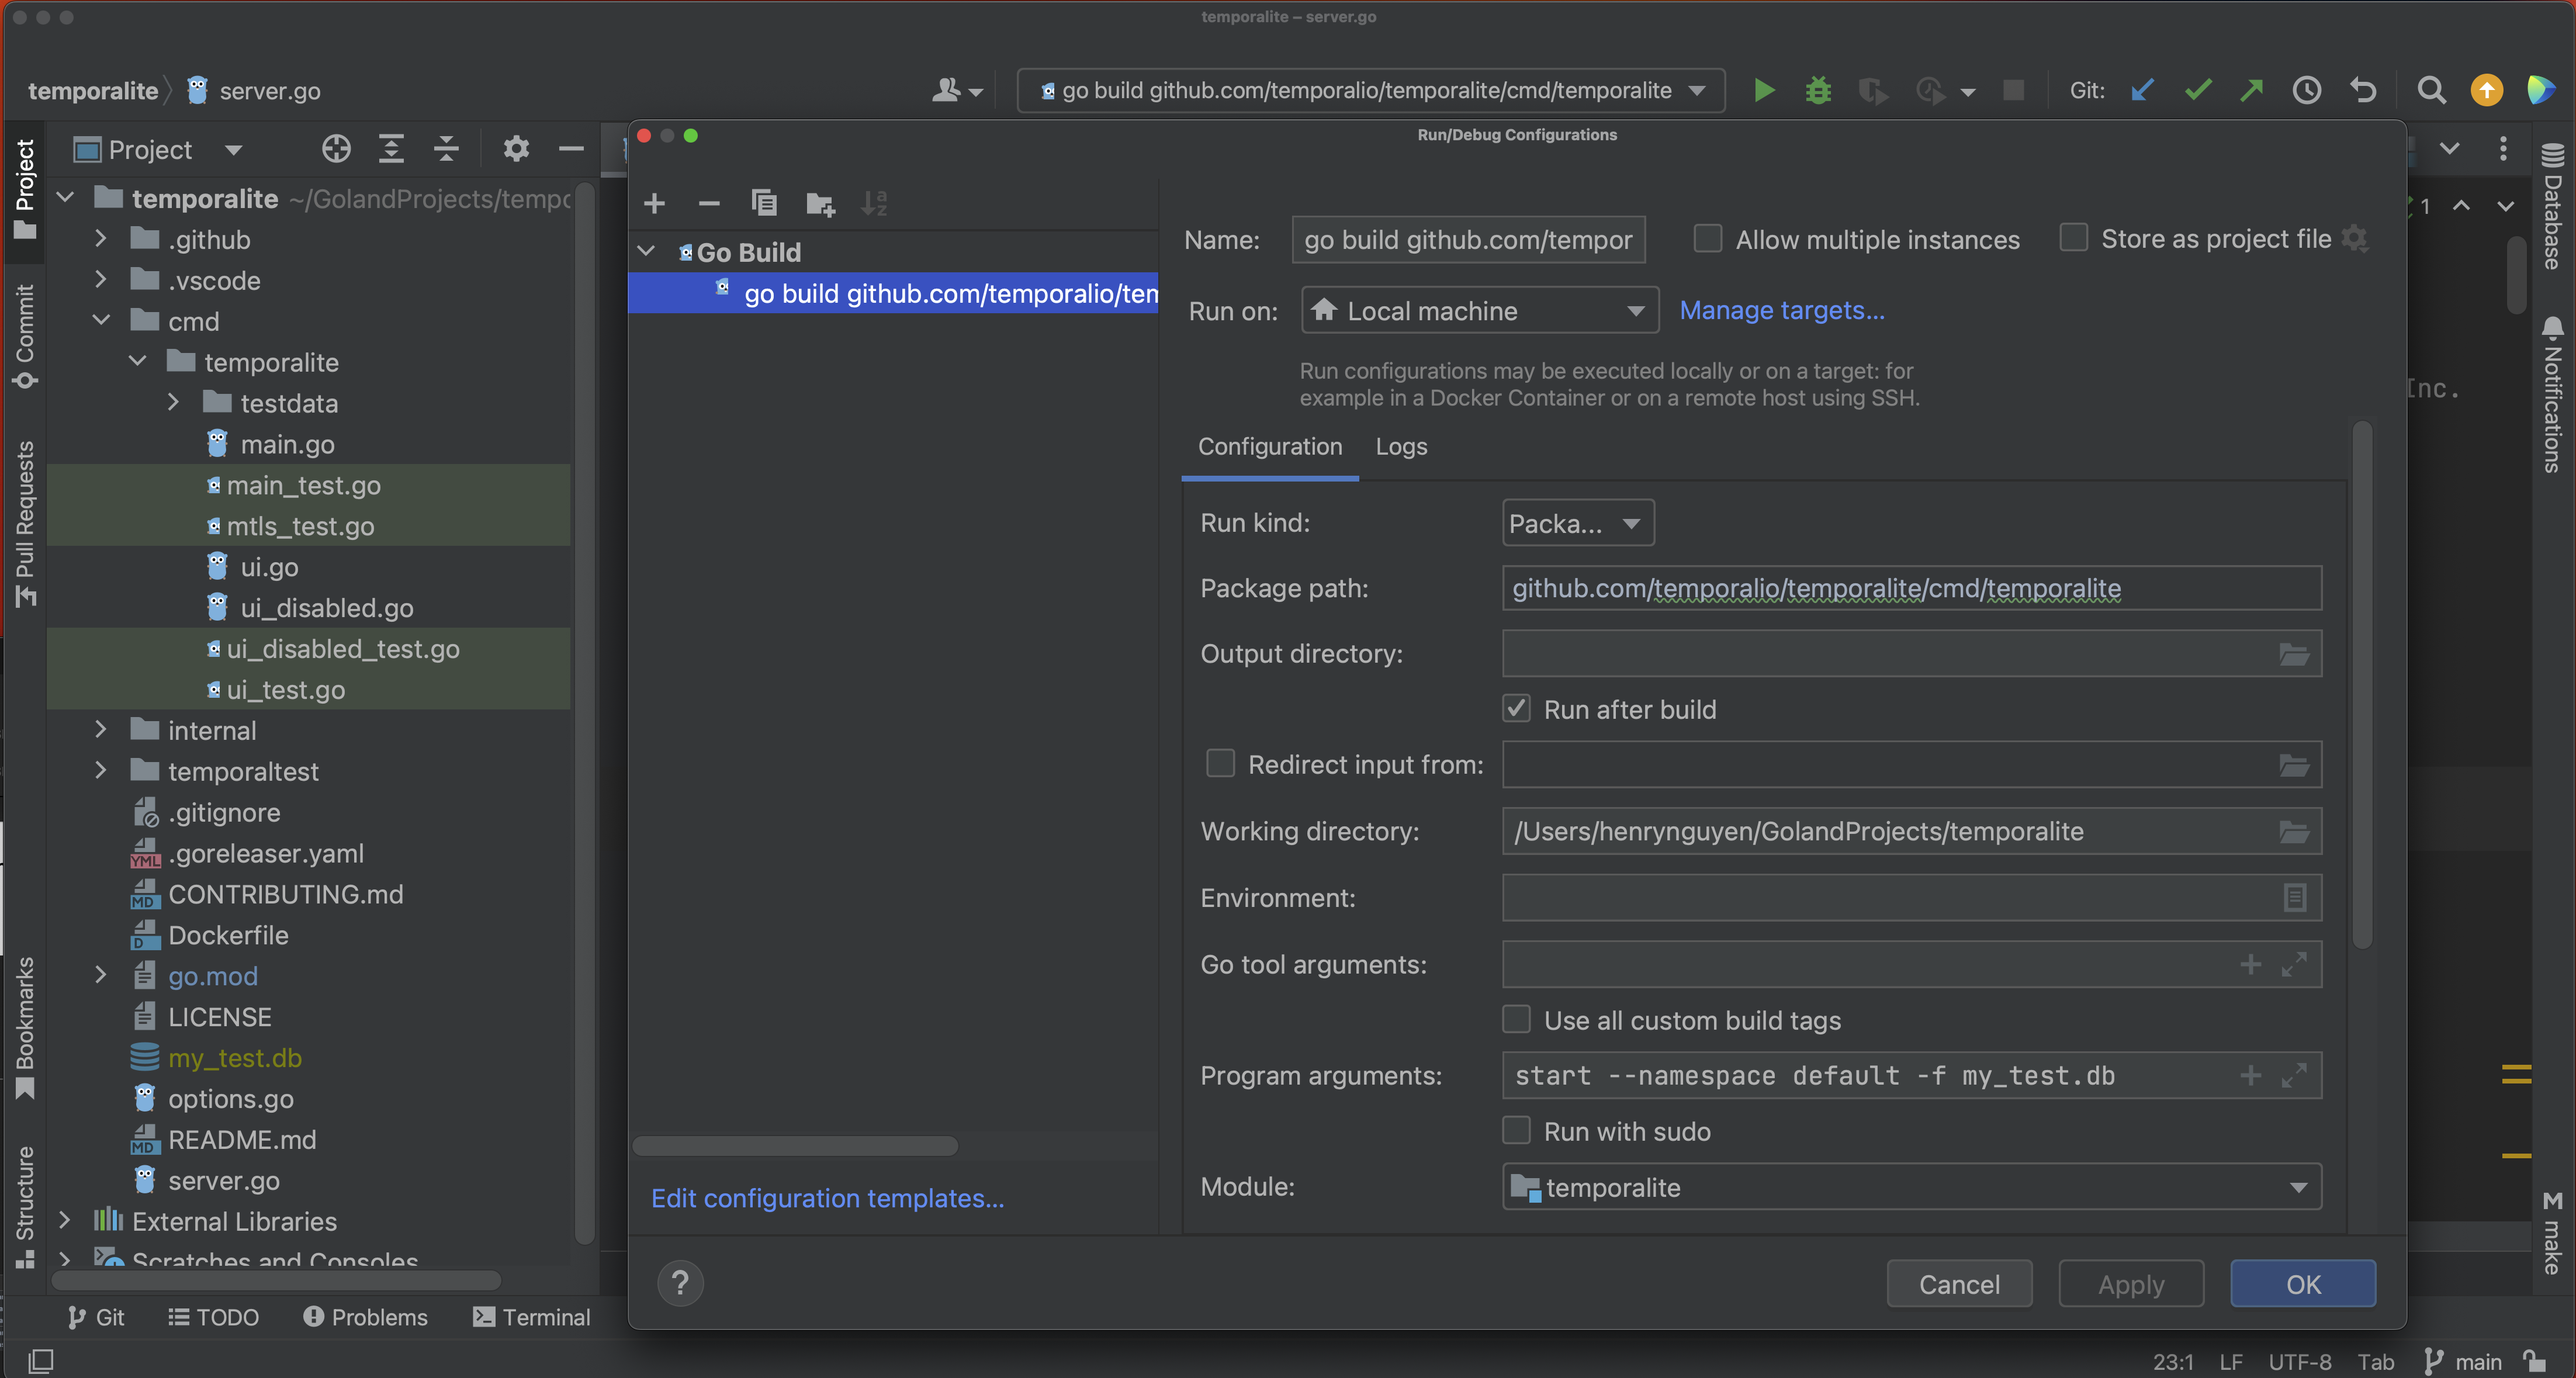 temporalite – server.go
temporalite
server.go
go build github.com/temporalio/temporalite/cmd/temporalite
Git:
Project
temporalite ~/GolandProjects/tempo
.github
.vscode
cmd
temporalite
testdata
main.go
main_test.go
mtls_test.go
ui.go
ui_disabled.go
ui_disabled_test.go
ui_test.go
internal
temporaltest
.gitignore
.goreleaser.yaml
CONTRIBUTING.md
Dockerfile
go.mod
LICENSE
my_test.db
options.go
README.md
server.go
External Libraries
Scratches and Consoles
Project
Commit
Pull Requests
Bookmarks
Structure
Run/Debug Configurations
Go Build
go build github.com/temporalio/tem
Edit configuration templates...
Name: go build github.com/tempor
Allow multiple instances
Store as project file
Run on: Local machine
Manage targets...
Run configurations may be executed locally or on a target: for
example in a Docker Container or on a remote host using SSH.
Configuration Logs
Run kind: Packa...
Package path: github.com/temporalio/temporalite/cmd/temporalite
Output directory:
Run after build
Redirect input from:
Working directory: /Users/henrynguyen/GolandProjects/temporalite
Environment:
Go tool arguments:
Use all custom build tags
Program arguments: start --namespace default -f my_test.db
Run with sudo
Module: temporalite
?
Cancel Apply OK
1
Inc.
Database
Notifications
M make
Git TODO Problems Terminal
23:1 LF UTF-8 Tab main